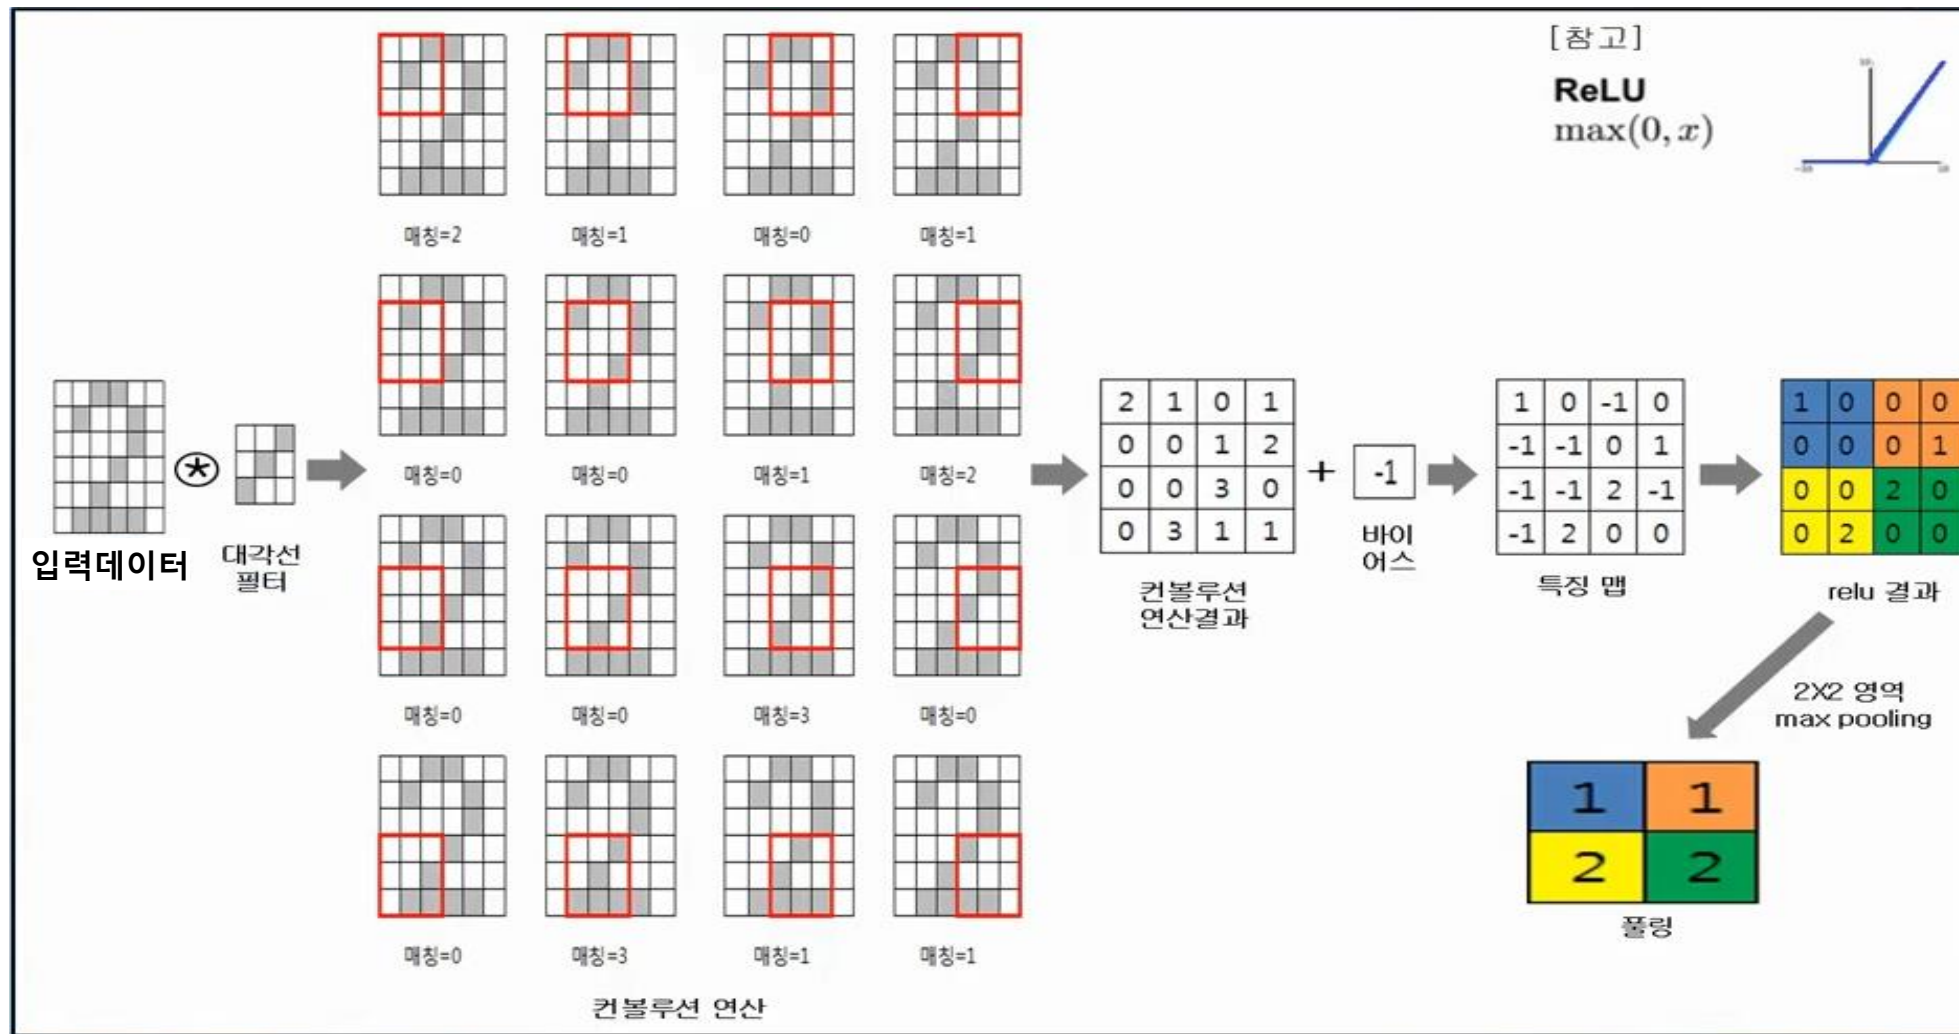 [참고]
ReLU
max(0, x)
매칭=2
매칭=1
매칭=0
매칭=1
매칭=0
매칭=0
매칭=1
매칭=2
매칭=0
매칭=0
매칭=3
매칭=0
매칭=0
매칭=3
매칭=1
매칭=1
컨볼루션 연산
입력데이터
대각선
필터
2 1 0 1
0 0 1 2
0 0 3 0
0 3 1 1
컨볼루션
연산결과
+
-1
바이
어스
1 0 -1 0
-1 -1 0 1
-1 -1 2 -1
-1 2 0 0
특징 맵
1 0 0 0
0 0 0 1
0 0 2 0
0 2 0 0
relu 결과
2X2 영역
max pooling
1 1
2 2
풀링